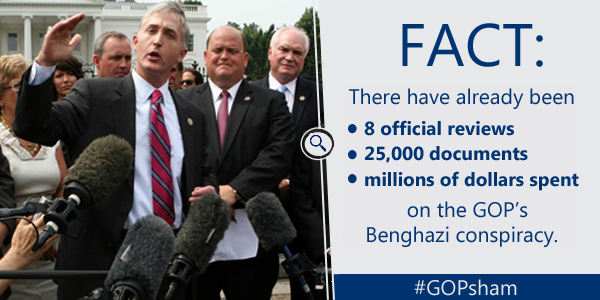 FACT:
There have already been
• 8 official reviews
• 25,000 documents
• millions of dollars spent
on the GOP's
Benghazi conspiracy.
#GOPsham